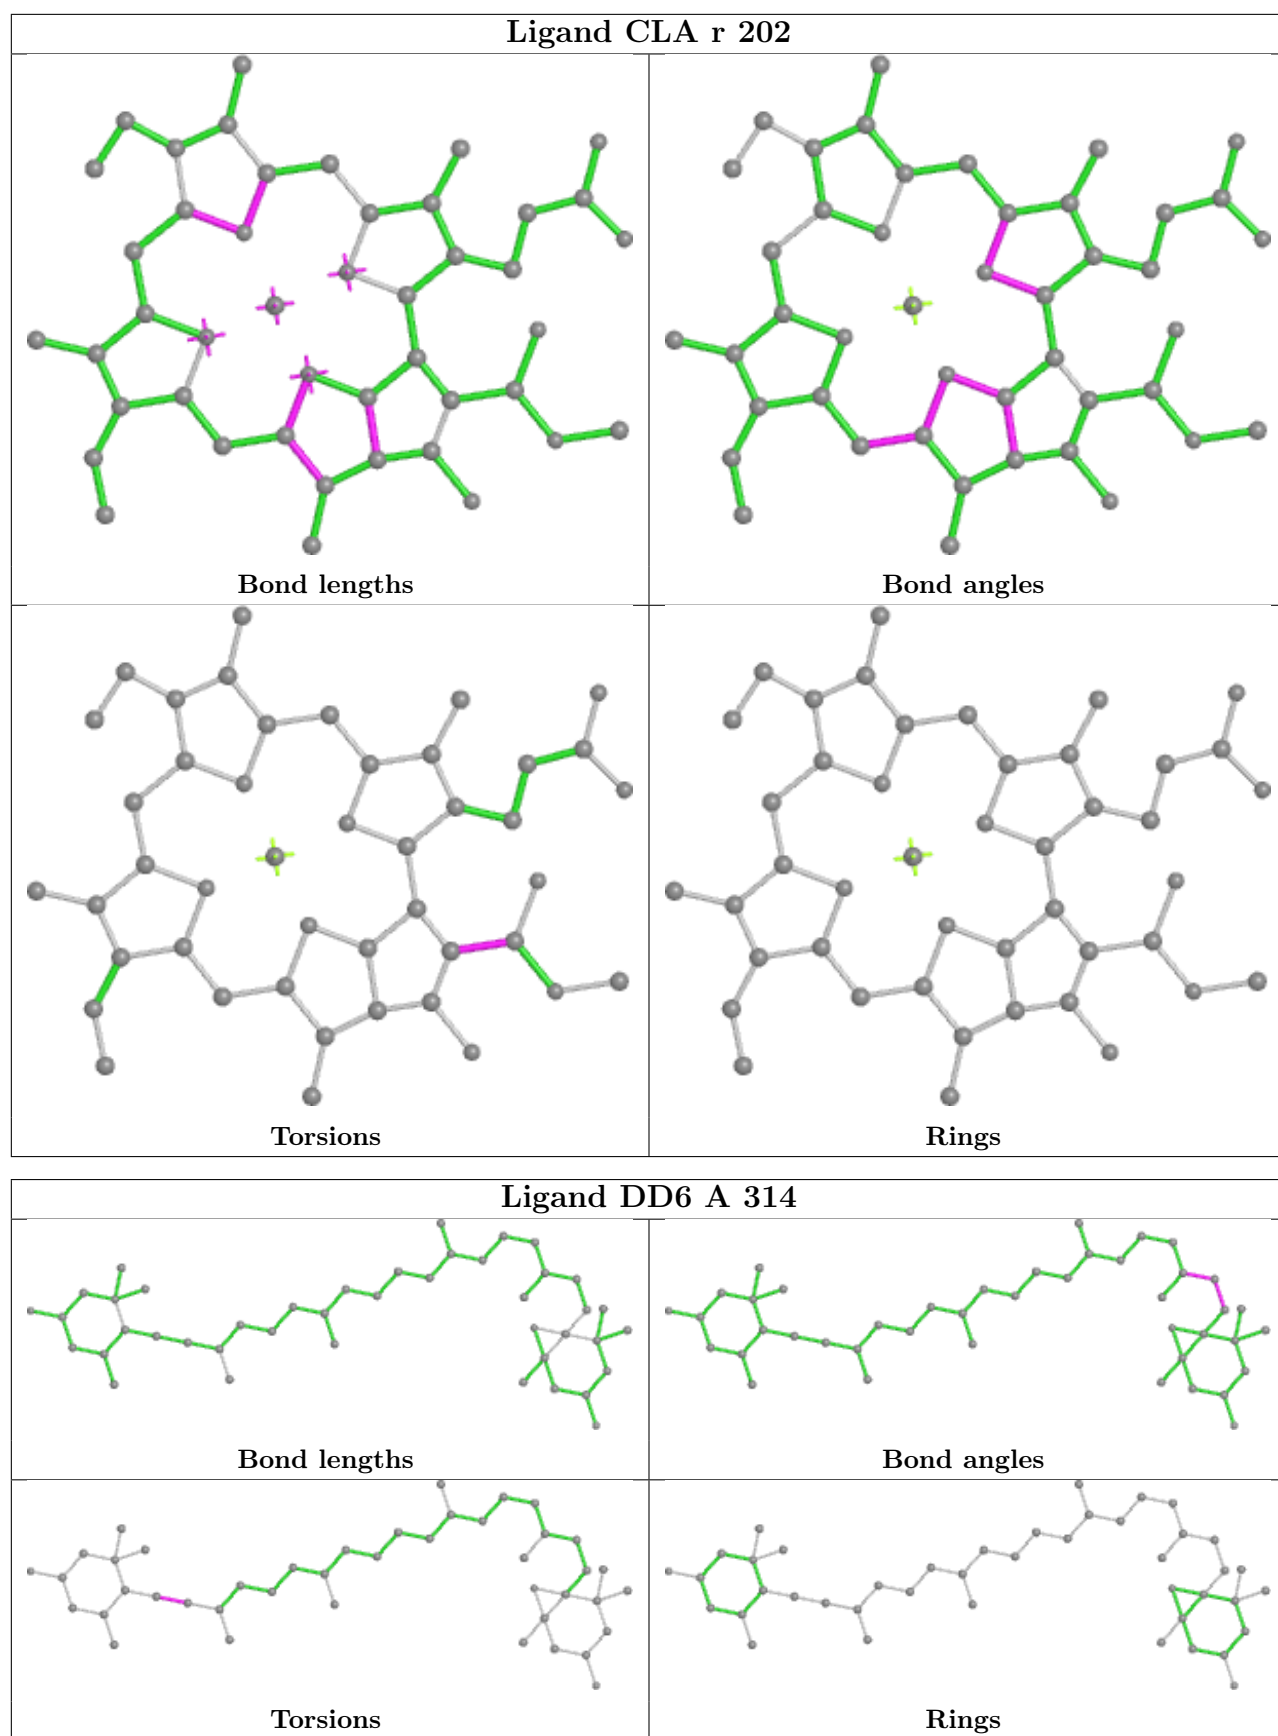 Ligand CLA r 202
Bond lengths
Bond angles
Torsions
Rings
Ligand DD6 A 314
Bond lengths
Bond angles
Torsions
Rings